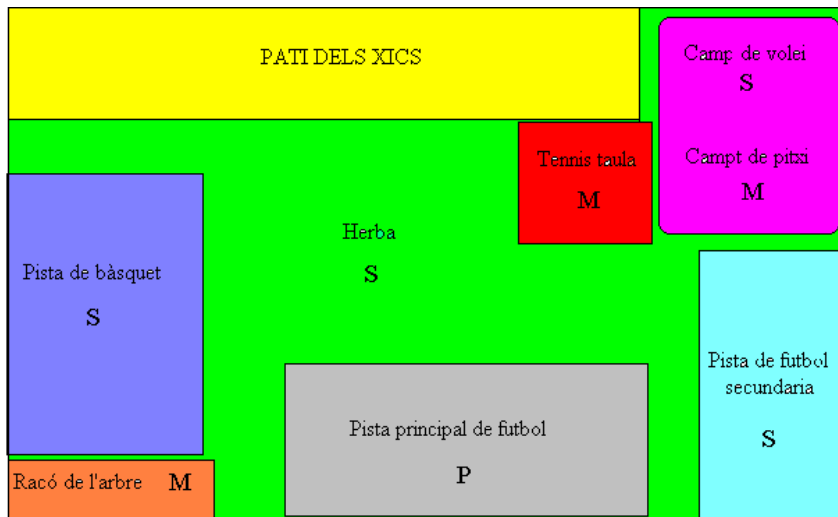 PATI DELS XICS
Camp de volei
S
Campt de pitxi
M
Tennis taula
M
Herba
S
Pista de bàsquet
S
Pista de futbol
secundaria
S
Pista principal de futbol
P
Racó de l'arbre M